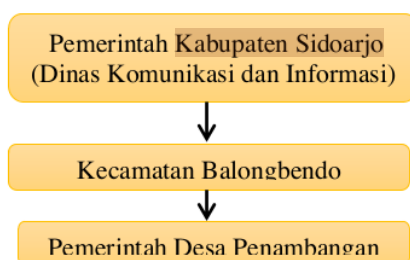 Pemerintah Kabupaten Sidoarjo
(Dinas Komunikasi dan Informasi)
Kecamatan Balongbendo
Pemerintah Desa Penambangan